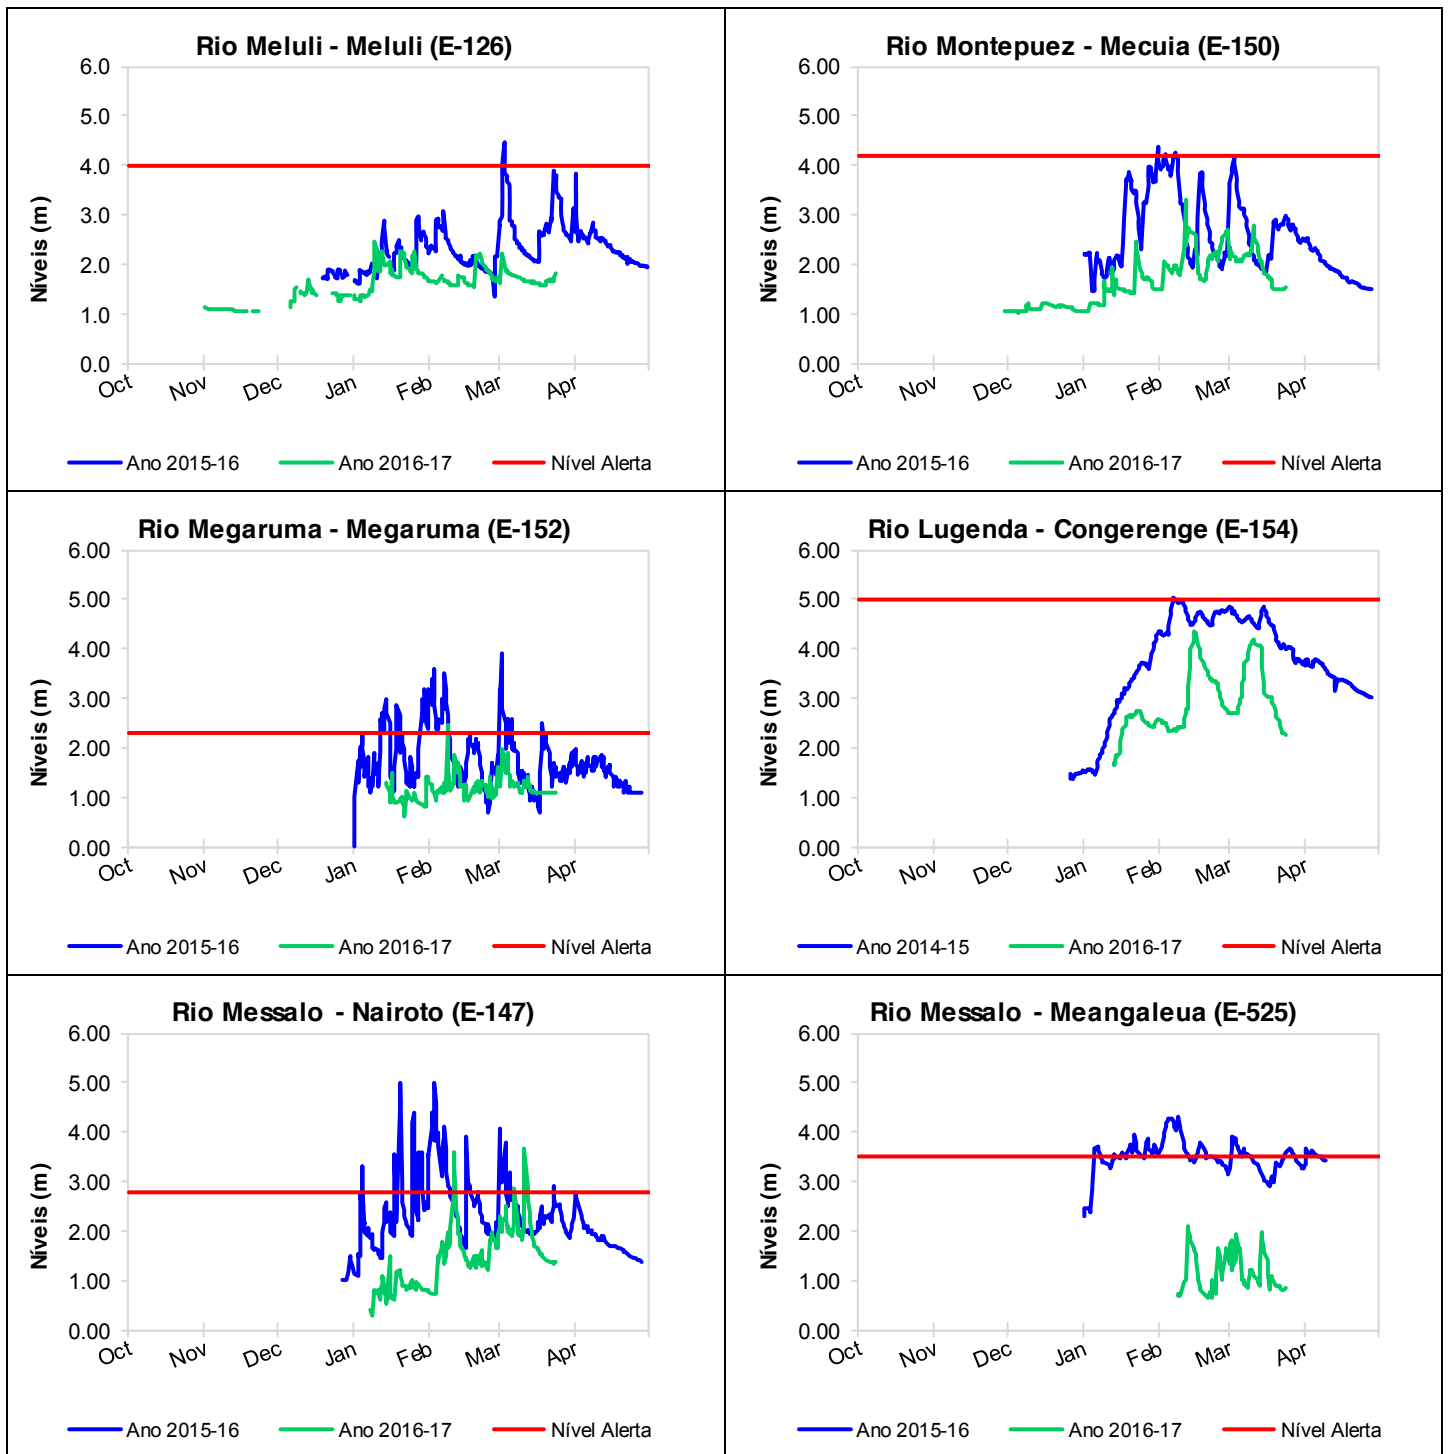 Rio Meluli - Meluli (E-126)
Níveis (m)
6.0
5.0
4.0
3.0
2.0
1.0
0.0
Oct Nov Dec Jan Feb Mar Apr
Ano 2015-16 Ano 2016-17 Nível Alerta
Rio Montepuez - Mecuia (E-150)
6.00
5.00
4.00
3.00
2.00
1.00
0.00
Oct Nov Dec Jan Feb Mar Apr
Ano 2015-16 Ano 2016-17 Nível Alerta
Rio Megaruma - Megaruma (E-152)
Níveis (m)
6.00
5.00
4.00
3.00
2.00
1.00
0.00
Oct Nov Dec Jan Feb Mar Apr
Ano 2015-16 Ano 2016-17 Nível Alerta
Rio Lugenda - Congerenge (E-154)
Níveis (m)
6.00
5.00
4.00
3.00
2.00
1.00
0.00
Oct Nov Dec Jan Feb Mar Apr
Ano 2014-15 Ano 2016-17 Nível Alerta
Rio Messalo - Nairoto (E-147)
Níveis (m)
6.00
5.00
4.00
3.00
2.00
1.00
0.00
Oct Nov Dec Jan Feb Mar Apr
Ano 2015-16 Ano 2016-17 Nível Alerta
Rio Messalo - Meangaleua (E-525)
Níveis (m)
6.00
5.00
4.00
3.00
2.00
1.00
0.00
Oct Nov Dec Jan Feb Mar Apr
Ano 2015-16 Ano 2016-17 Nível Alerta